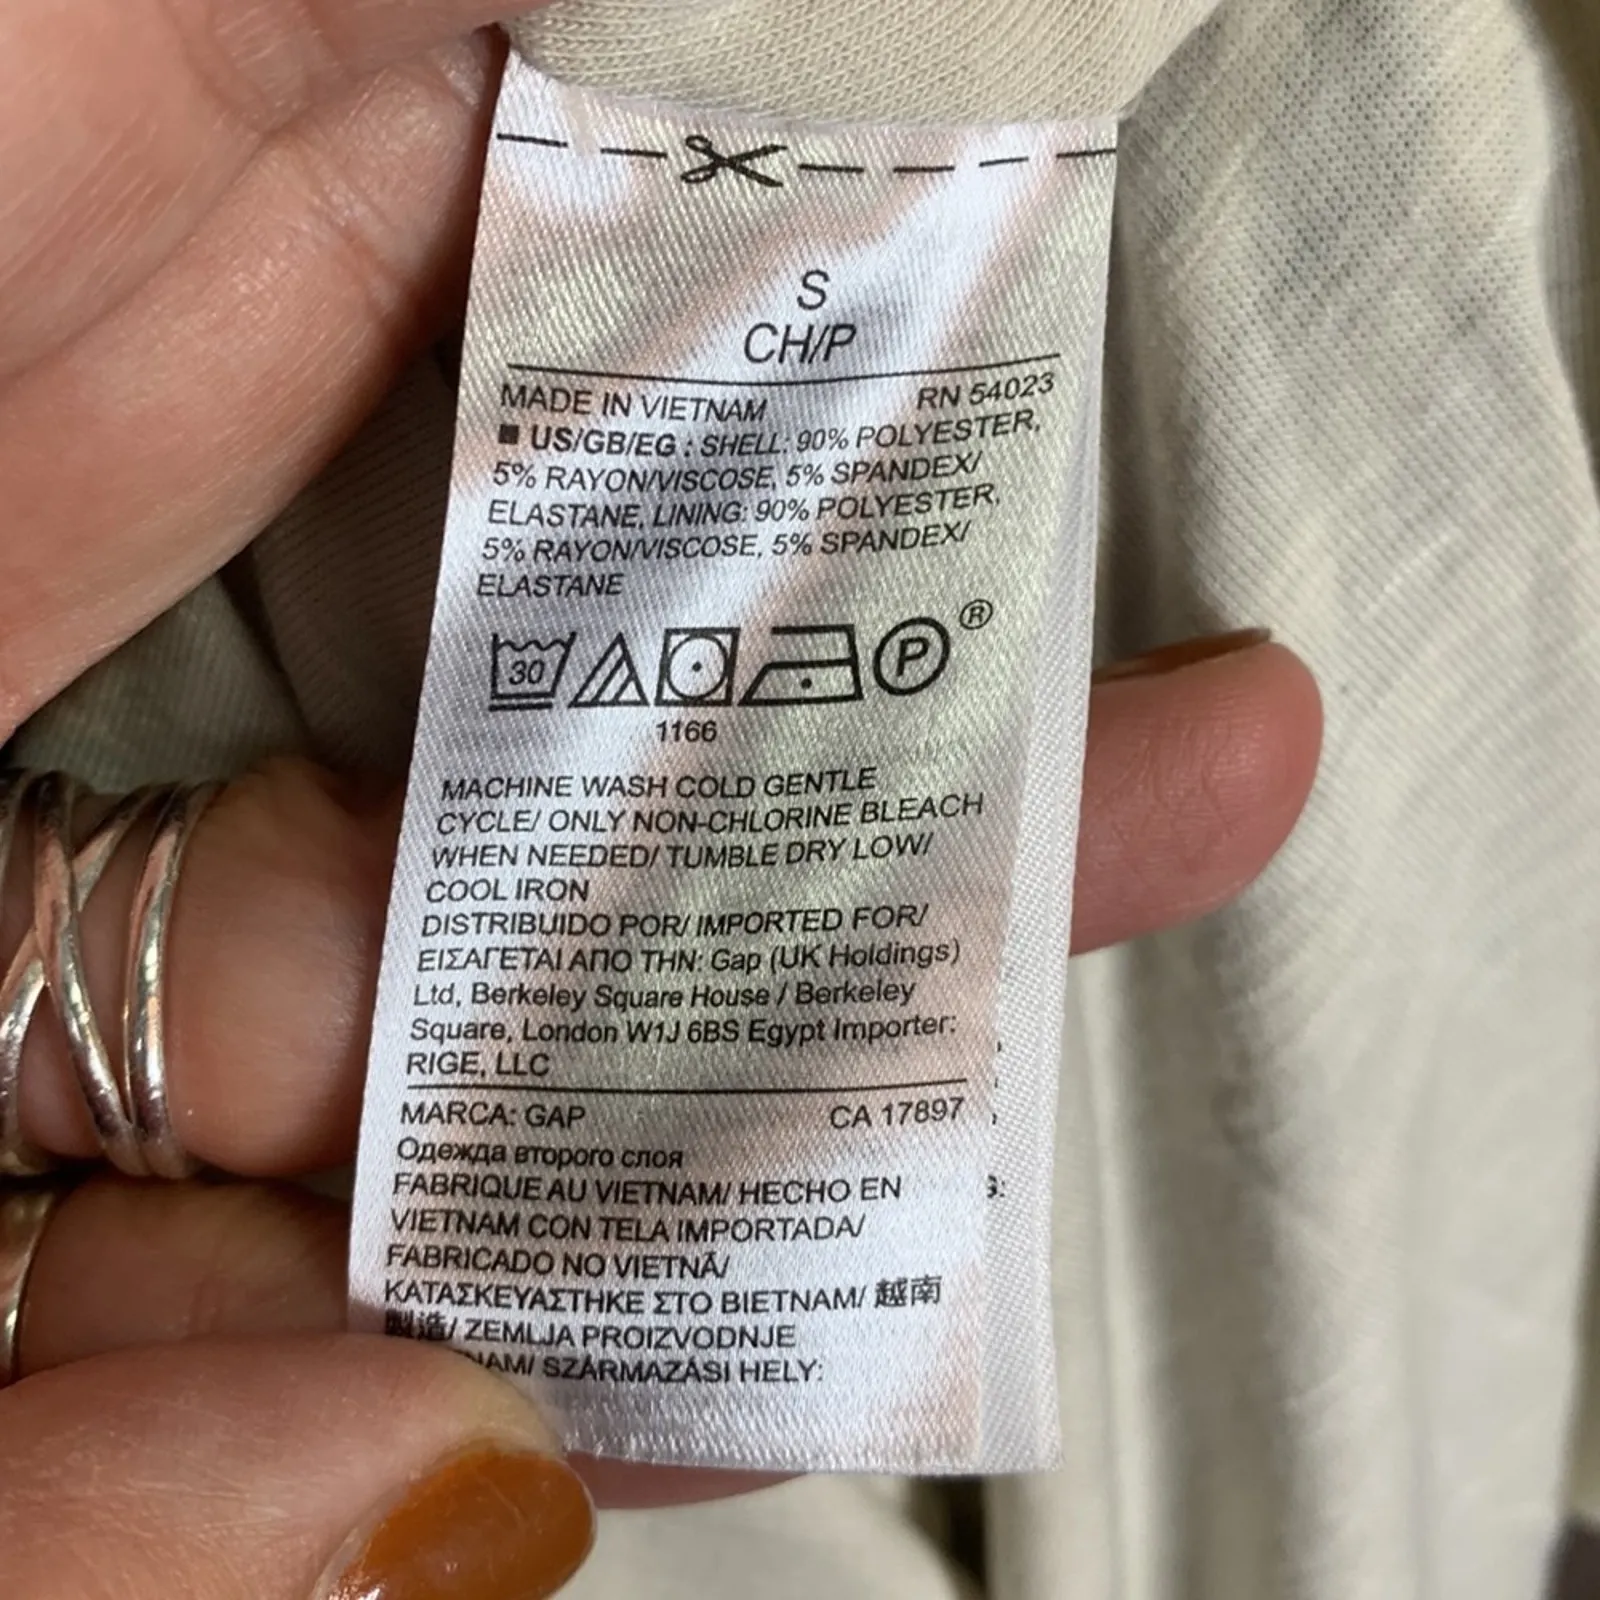 S
CH/P
MADE IN VIETNAM RN 54023
■ US/GB/EG : SHELL: 90% POLYESTER,
5% RAYON/VISCOSE, 5% SPANDEX/
ELASTANE, LINING: 90% POLYESTER,
5% RAYON/VISCOSE, 5% SPANDEX/
ELASTANE
30 P ®
1166
MACHINE WASH COLD GENTLE
CYCLE/ ONLY NON-CHLORINE BLEACH
WHEN NEEDED/ TUMBLE DRY LOW/
COOL IRON
DISTRIBUIDO POR/ IMPORTED FOR/
ΕΙΣΑΓΕΤΑΙ ΑΠΟ ΤΗΝ: Gap (UK Holdings)
Ltd, Berkeley Square House / Berkeley
Square, London W1J 6BS Egypt Importer:
RIGE, LLC
MARCA: GAP CA 17897
Одежда второго слоя
FABRIQUE AU VIETNAM/ HECHO EN
VIETNAM CON TELA IMPORTADA/
FABRICADO NO VIETNÃ/
ΚΑΤΑΣΚΕΥΑΣΤΗΚΕ ΣΤΟ ΒΙΕΤΝΑΜ/ 越南
製造/ ZEMLJA PROIZVODNJE
SZÁRMAZÁSI HELY: